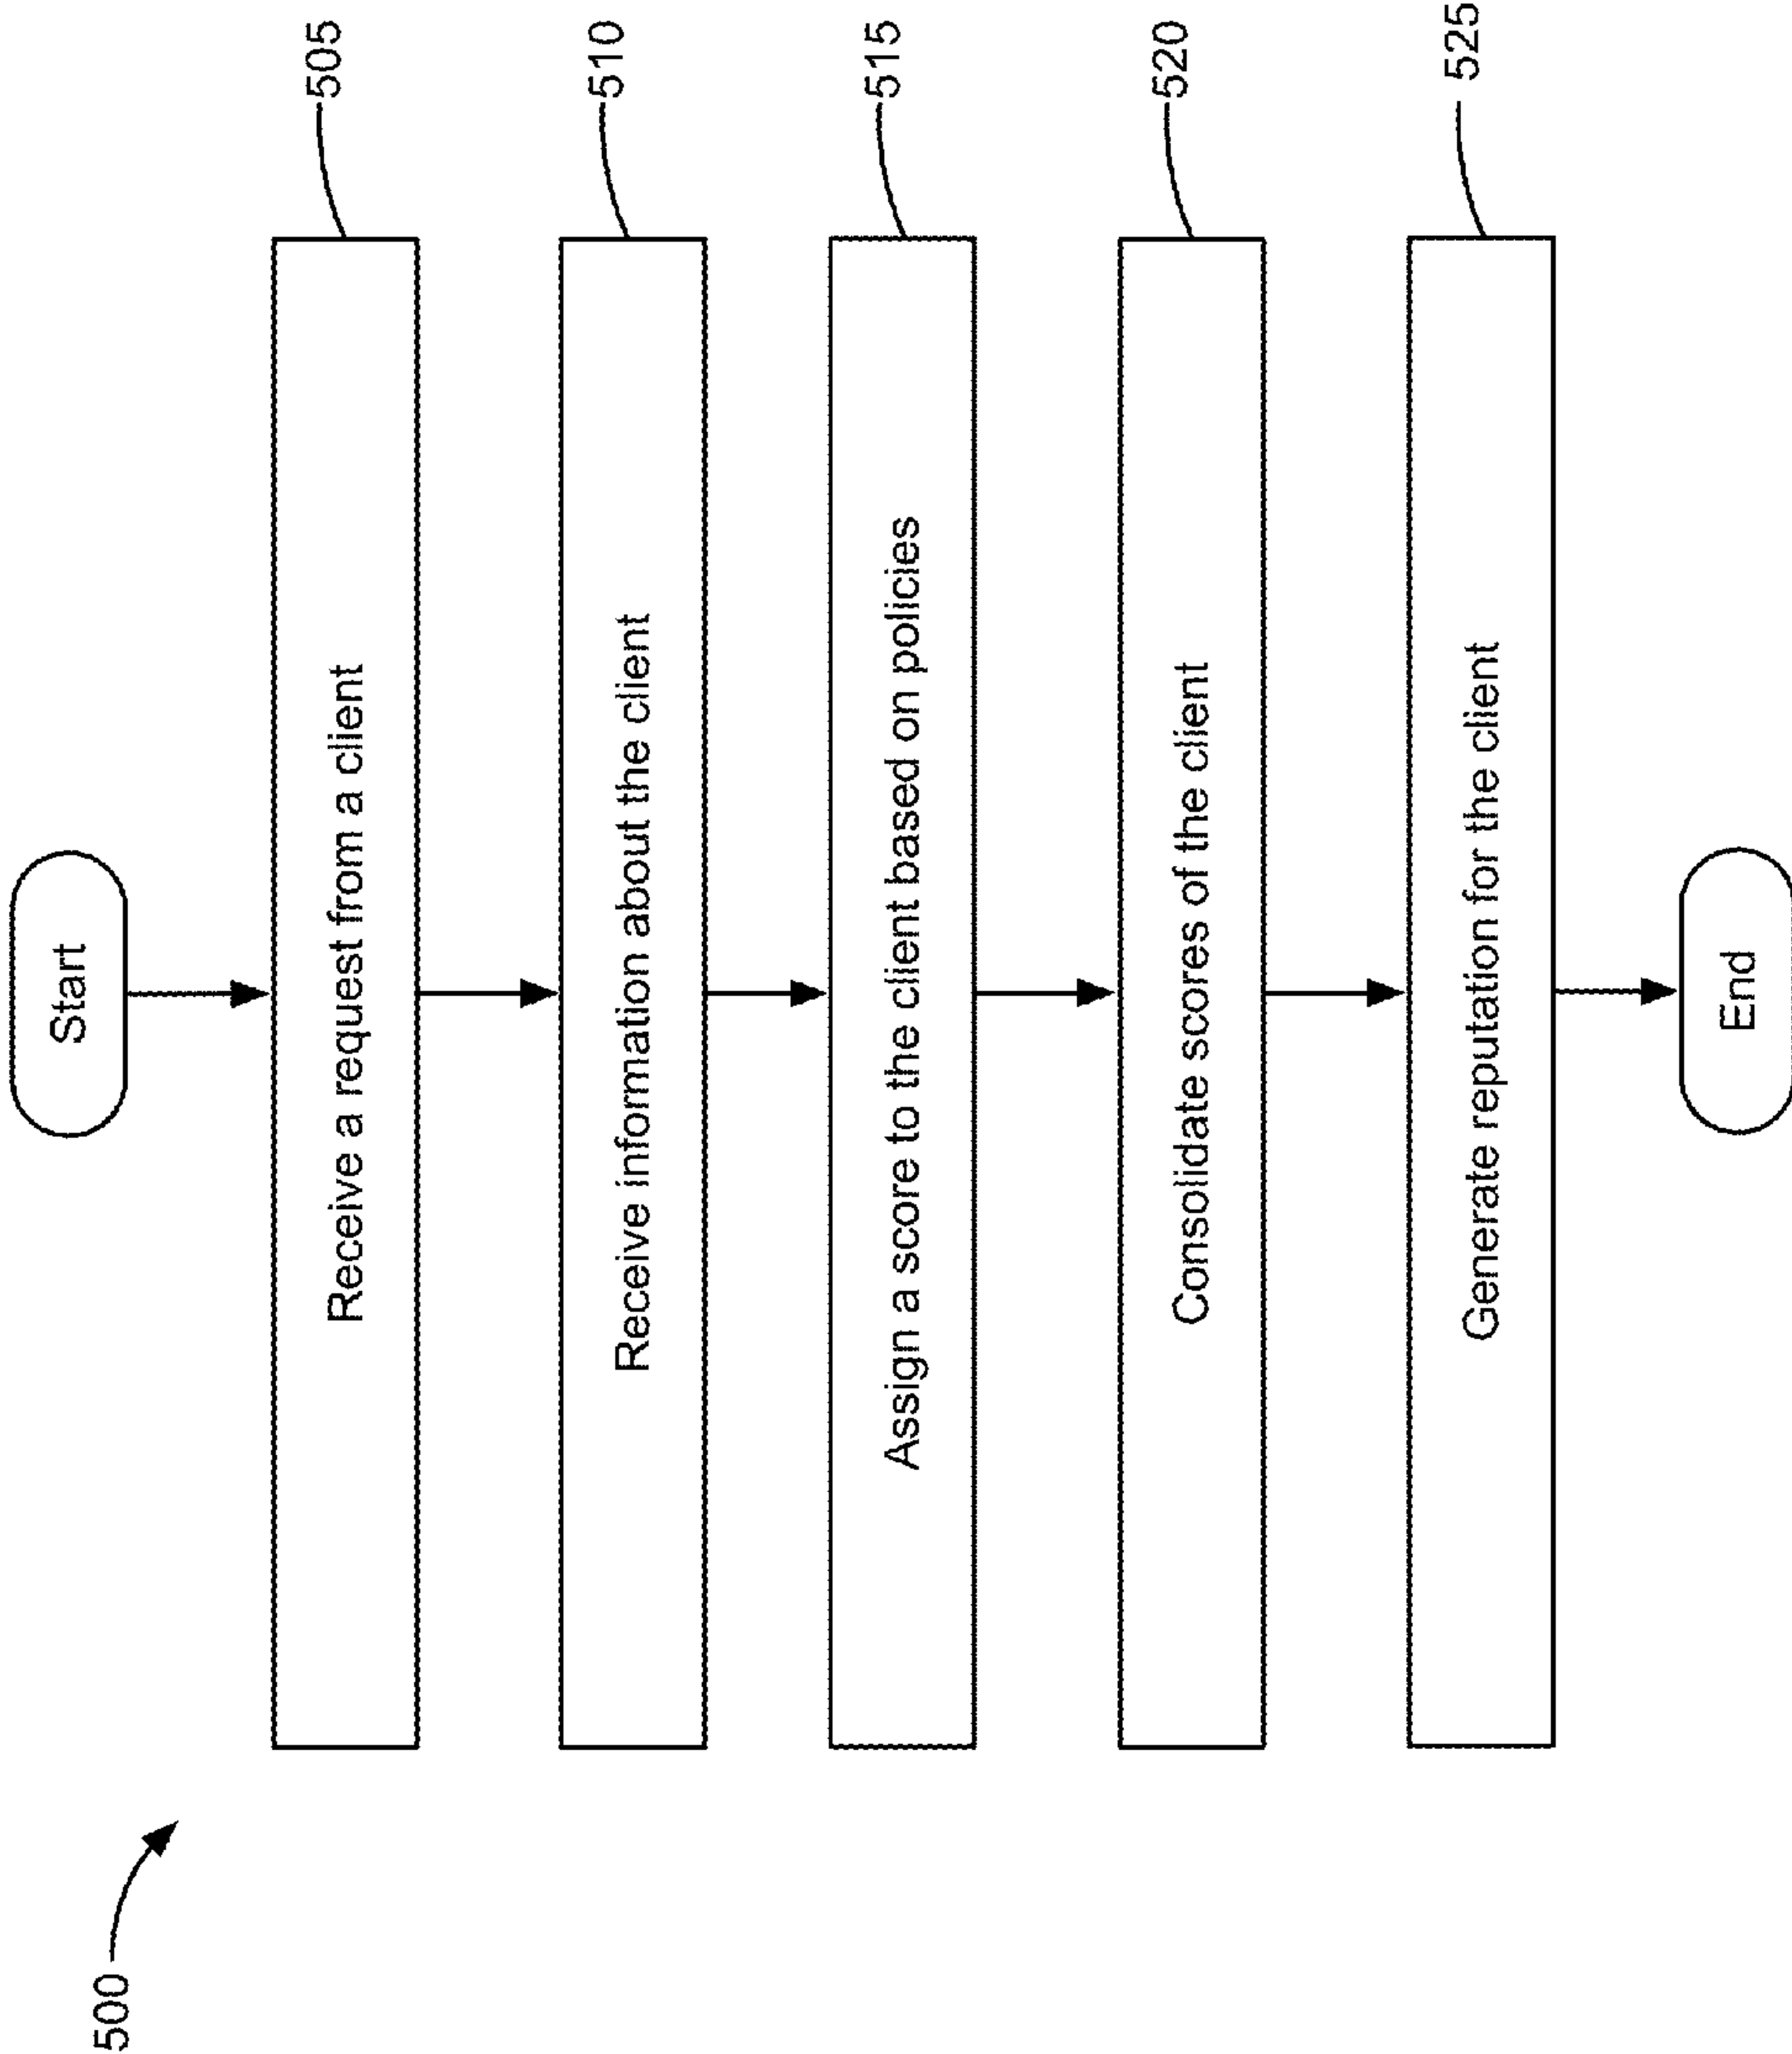 500
Start
Receive a request from a client
505
Receive information about the client
510
Assign a score to the client based on policies
515
Consolidate scores of the client
520
Generate reputation for the client
525
End